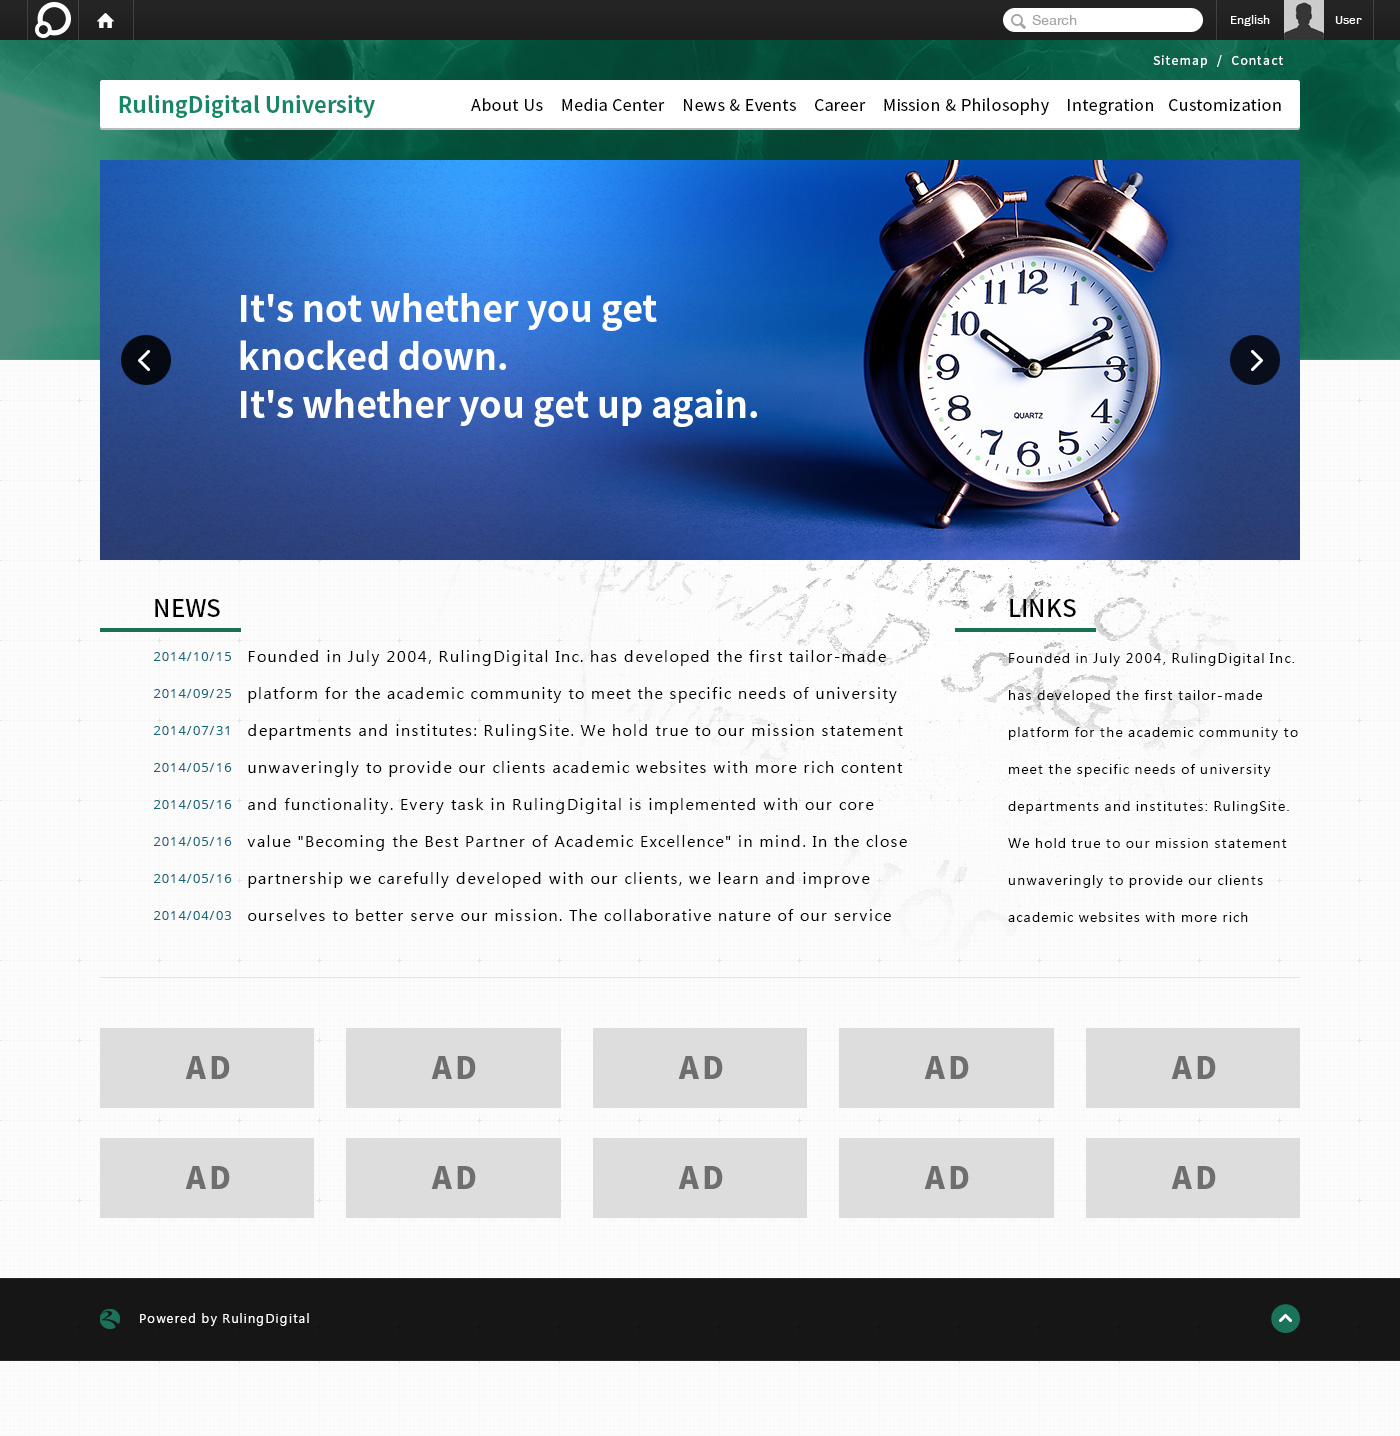 Search
English
User
Sitemap / Contact
RulingDigital University
About Us Media Center News & Events Career Mission & Philosophy Integration Customization
It's not whether you get
knocked down.
It's whether you get up again.
12
1
2
3
4
5
6
7
8
9
10
11
QUARTZ
NEWS
2014/10/15 Founded in July 2004, RulingDigital Inc. has developed the first tailor-made
2014/09/25 platform for the academic community to meet the specific needs of university
2014/07/31 departments and institutes: RulingSite. We hold true to our mission statement
2014/05/16 unwaveringly to provide our clients academic websites with more rich content
2014/05/16 and functionality. Every task in RulingDigital is implemented with our core
2014/05/16 value "Becoming the Best Partner of Academic Excellence" in mind. In the close
2014/05/16 partnership we carefully developed with our clients, we learn and improve
2014/04/03 ourselves to better serve our mission. The collaborative nature of our service
LINKS
Founded in July 2004, RulingDigital Inc.
has developed the first tailor-made
platform for the academic community to
meet the specific needs of university
departments and institutes: RulingSite.
We hold true to our mission statement
unwaveringly to provide our clients
academic websites with more rich
AD AD AD AD AD
AD AD AD AD AD
Powered by RulingDigital